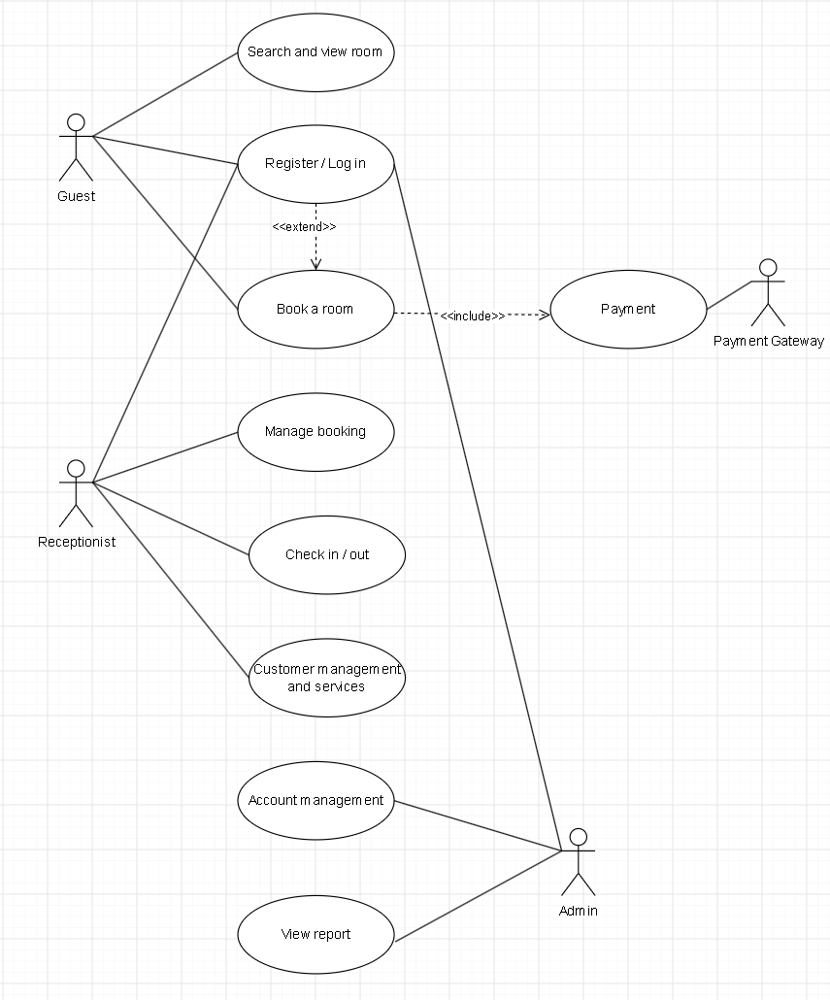 Search and view room
Guest
Register / Log in
<<extend>>
Book a room
<<include>>
Payment
Payment Gateway
Manage booking
Receptionist
Check in / out
Customer management
and services
Account management
Admin
View report